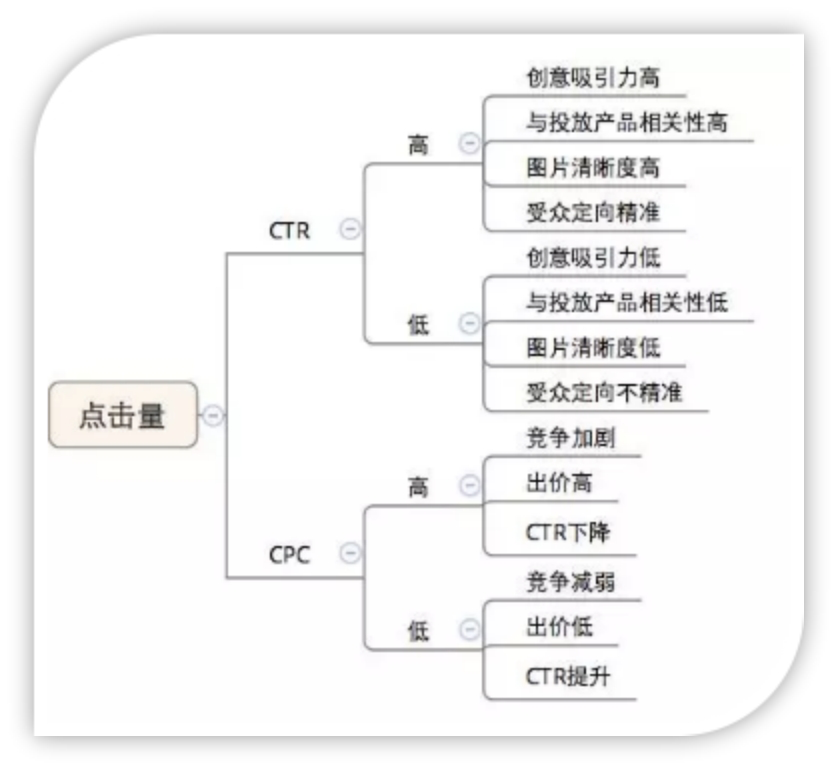 点击量
CTR
高
创意吸引力高
与投放产品相关性高
图片清晰度高
受众定向精准
低
创意吸引力低
与投放产品相关性低
图片清晰度低
受众定向不精准
CPC
高
竞争加剧
出价高
CTR下降
低
竞争减弱
出价低
CTR提升